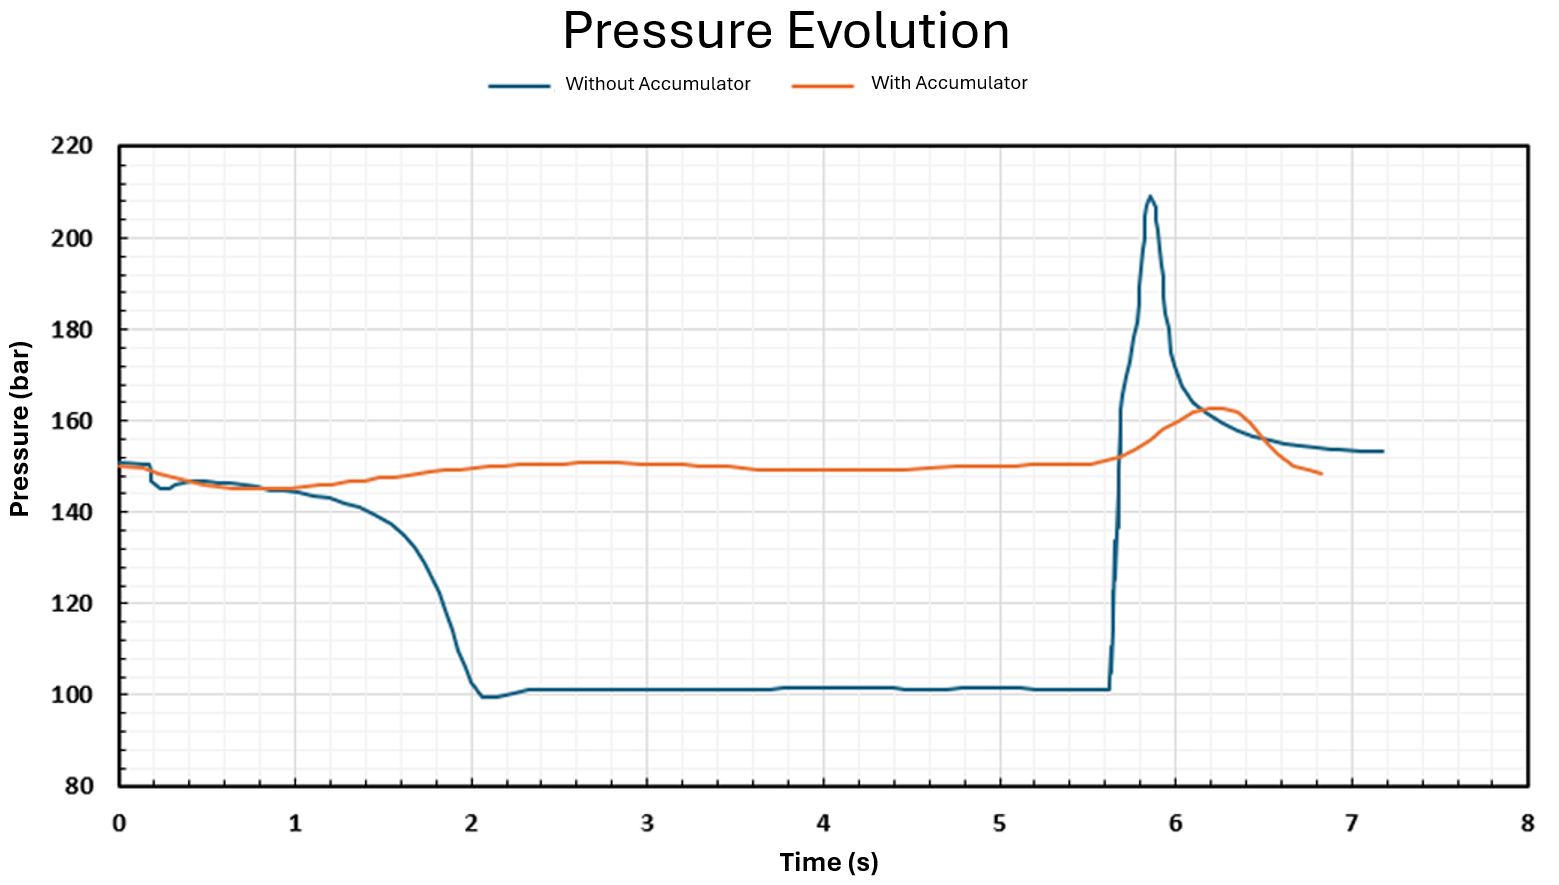 Pressure Evolution
Without Accumulator With Accumulator
220
200
180
160
140
120
100
80
Pressure (bar)
0 1 2 3 4 5 6 7 8
Time (s)